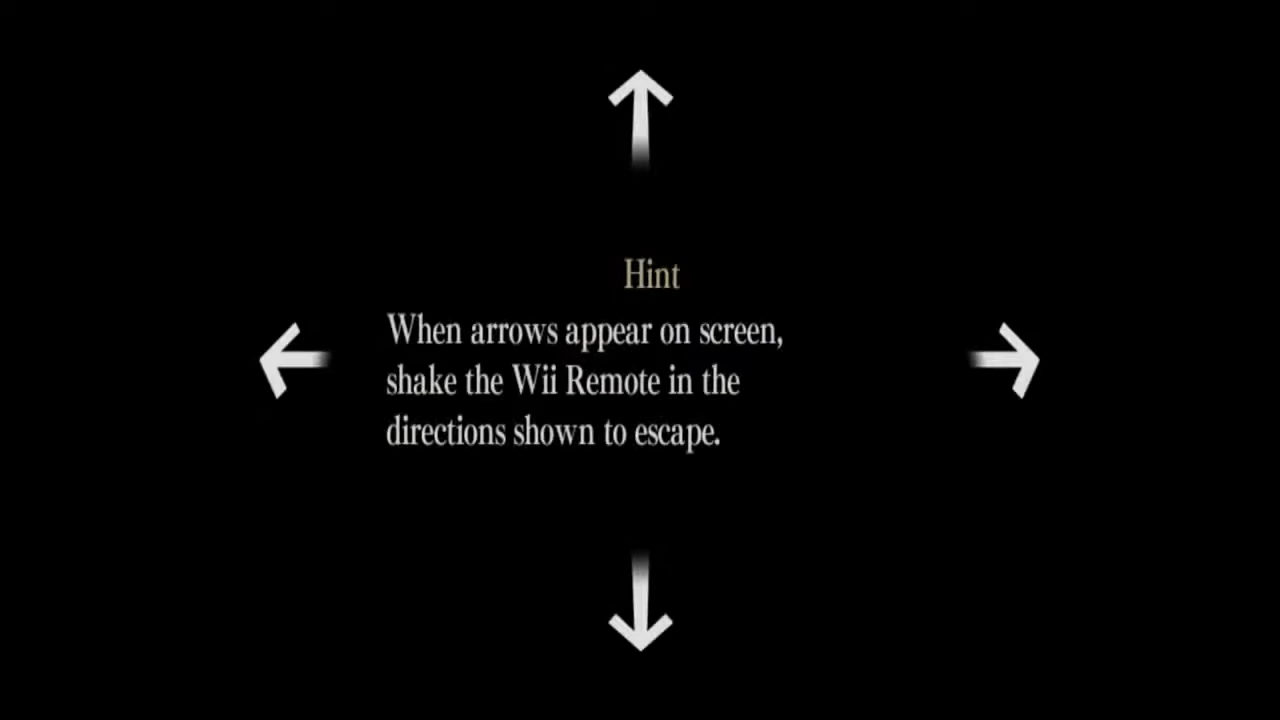 Hint
When arrows appear on screen,
shake the Wii Remote in the
directions shown to escape.